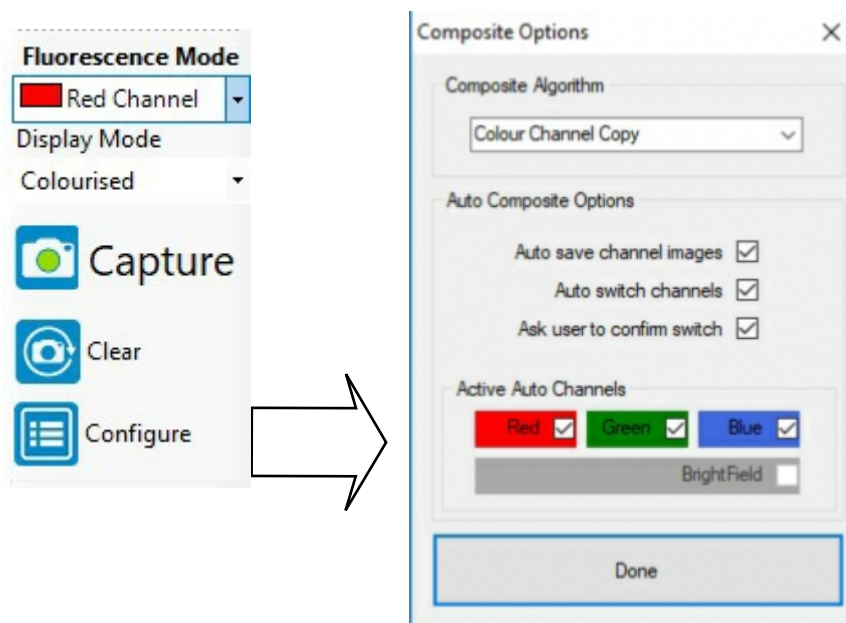 Fluorescence Mode
Red Channel
Display Mode
Colourised
Capture
Clear
Configure
Composite Options
Composite Algorithm
Colour Channel Copy
Auto Composite Options
Auto save channel images
Auto switch channels
Ask user to confirm switch
Active Auto Channels
Red Green Blue
BrightField
Done